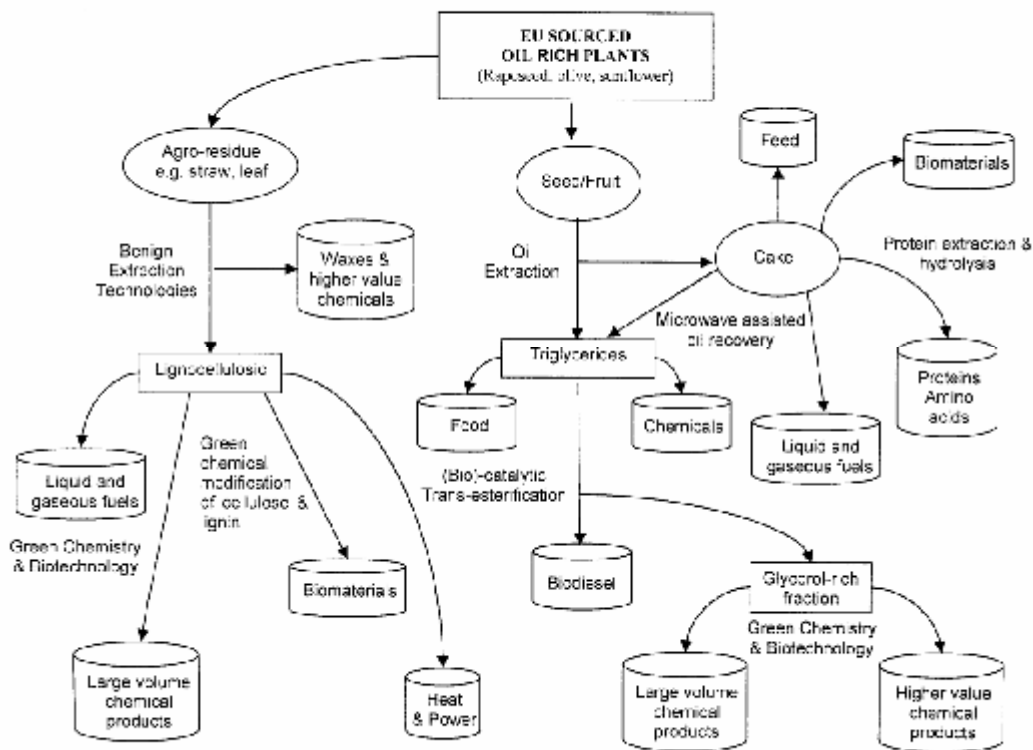 EU SOURCED
OIL RICH PLANTS
(Rapeseed, olive, sunflower)
Agro-residue
e.g. straw, leaf
Seed/Fruit
Feed
Biomaterials
Benign
Extraction
Technologies
Waxes &
higher value
chemicals
Oil
Extraction
Cake
Protein extraction &
hydrolysis
Microwave assisted
oil recovery
Lignocellulosic
Triglycerides
Proteins
Amino
acids
Food
Chemicals
Liquid and
gaseous fuels
Liquid and
gaseous fuels
Green
chemical
modification
of cellulose &
lignin
(Bio)-catalytic
Trans-esterification
Green Chemistry
& Biotechnology
Biomaterials
Biodiesel
Glycerol-rich
fraction
Green Chemistry
& Biotechnology
Large volume
chemical
products
Heat
& Power
Large volume
chemical
products
Higher value
chemical
products